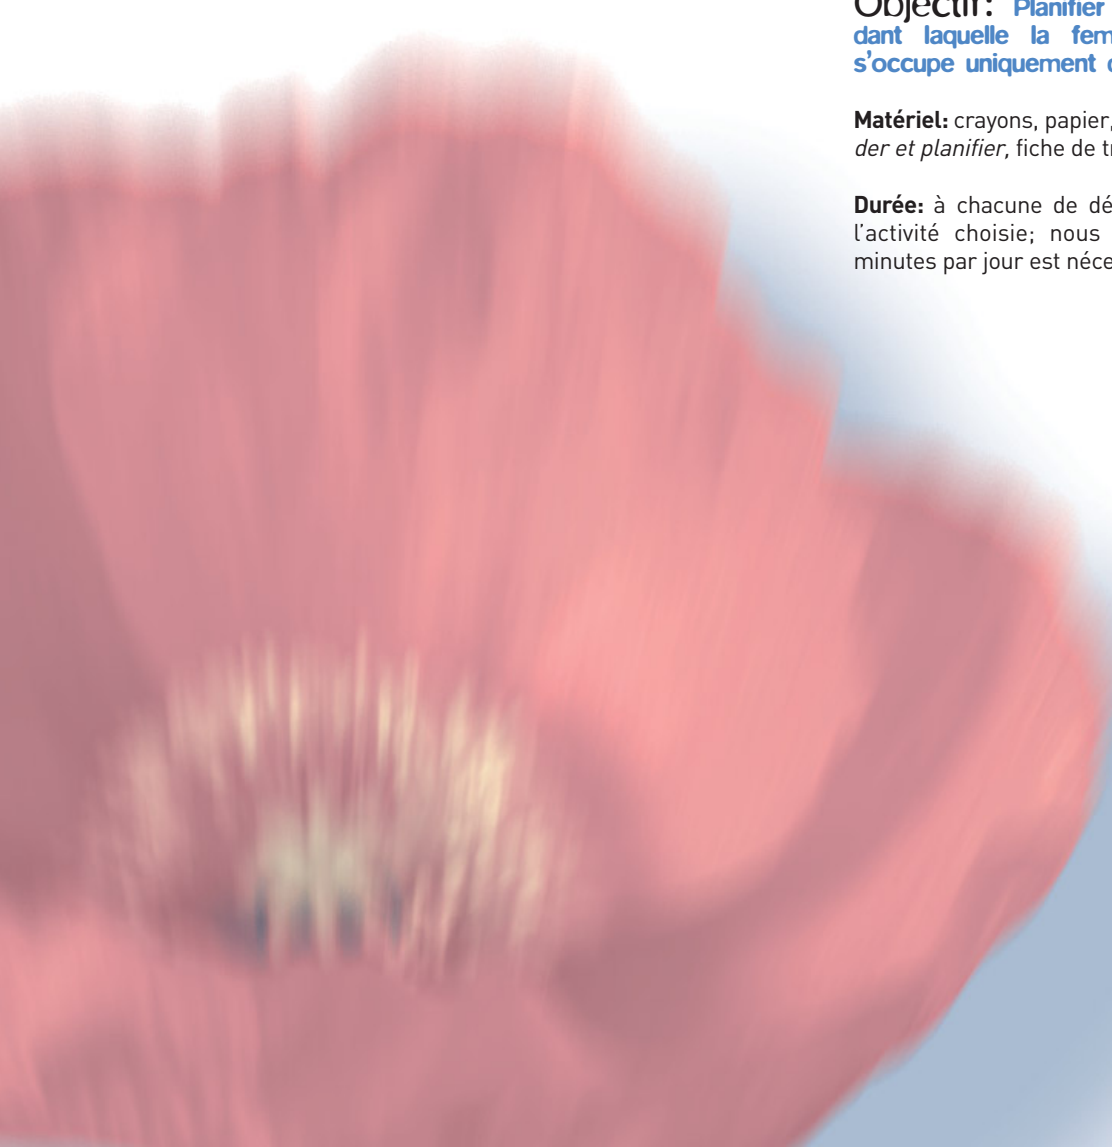 Objectif: Planifier
dant laquelle la fem
s'occupe uniquement
Matériel: crayons, papier,
der et planifier, fiche de
Durée: à chacune de dé
l'activité choisie; nous
minutes par jour est néce